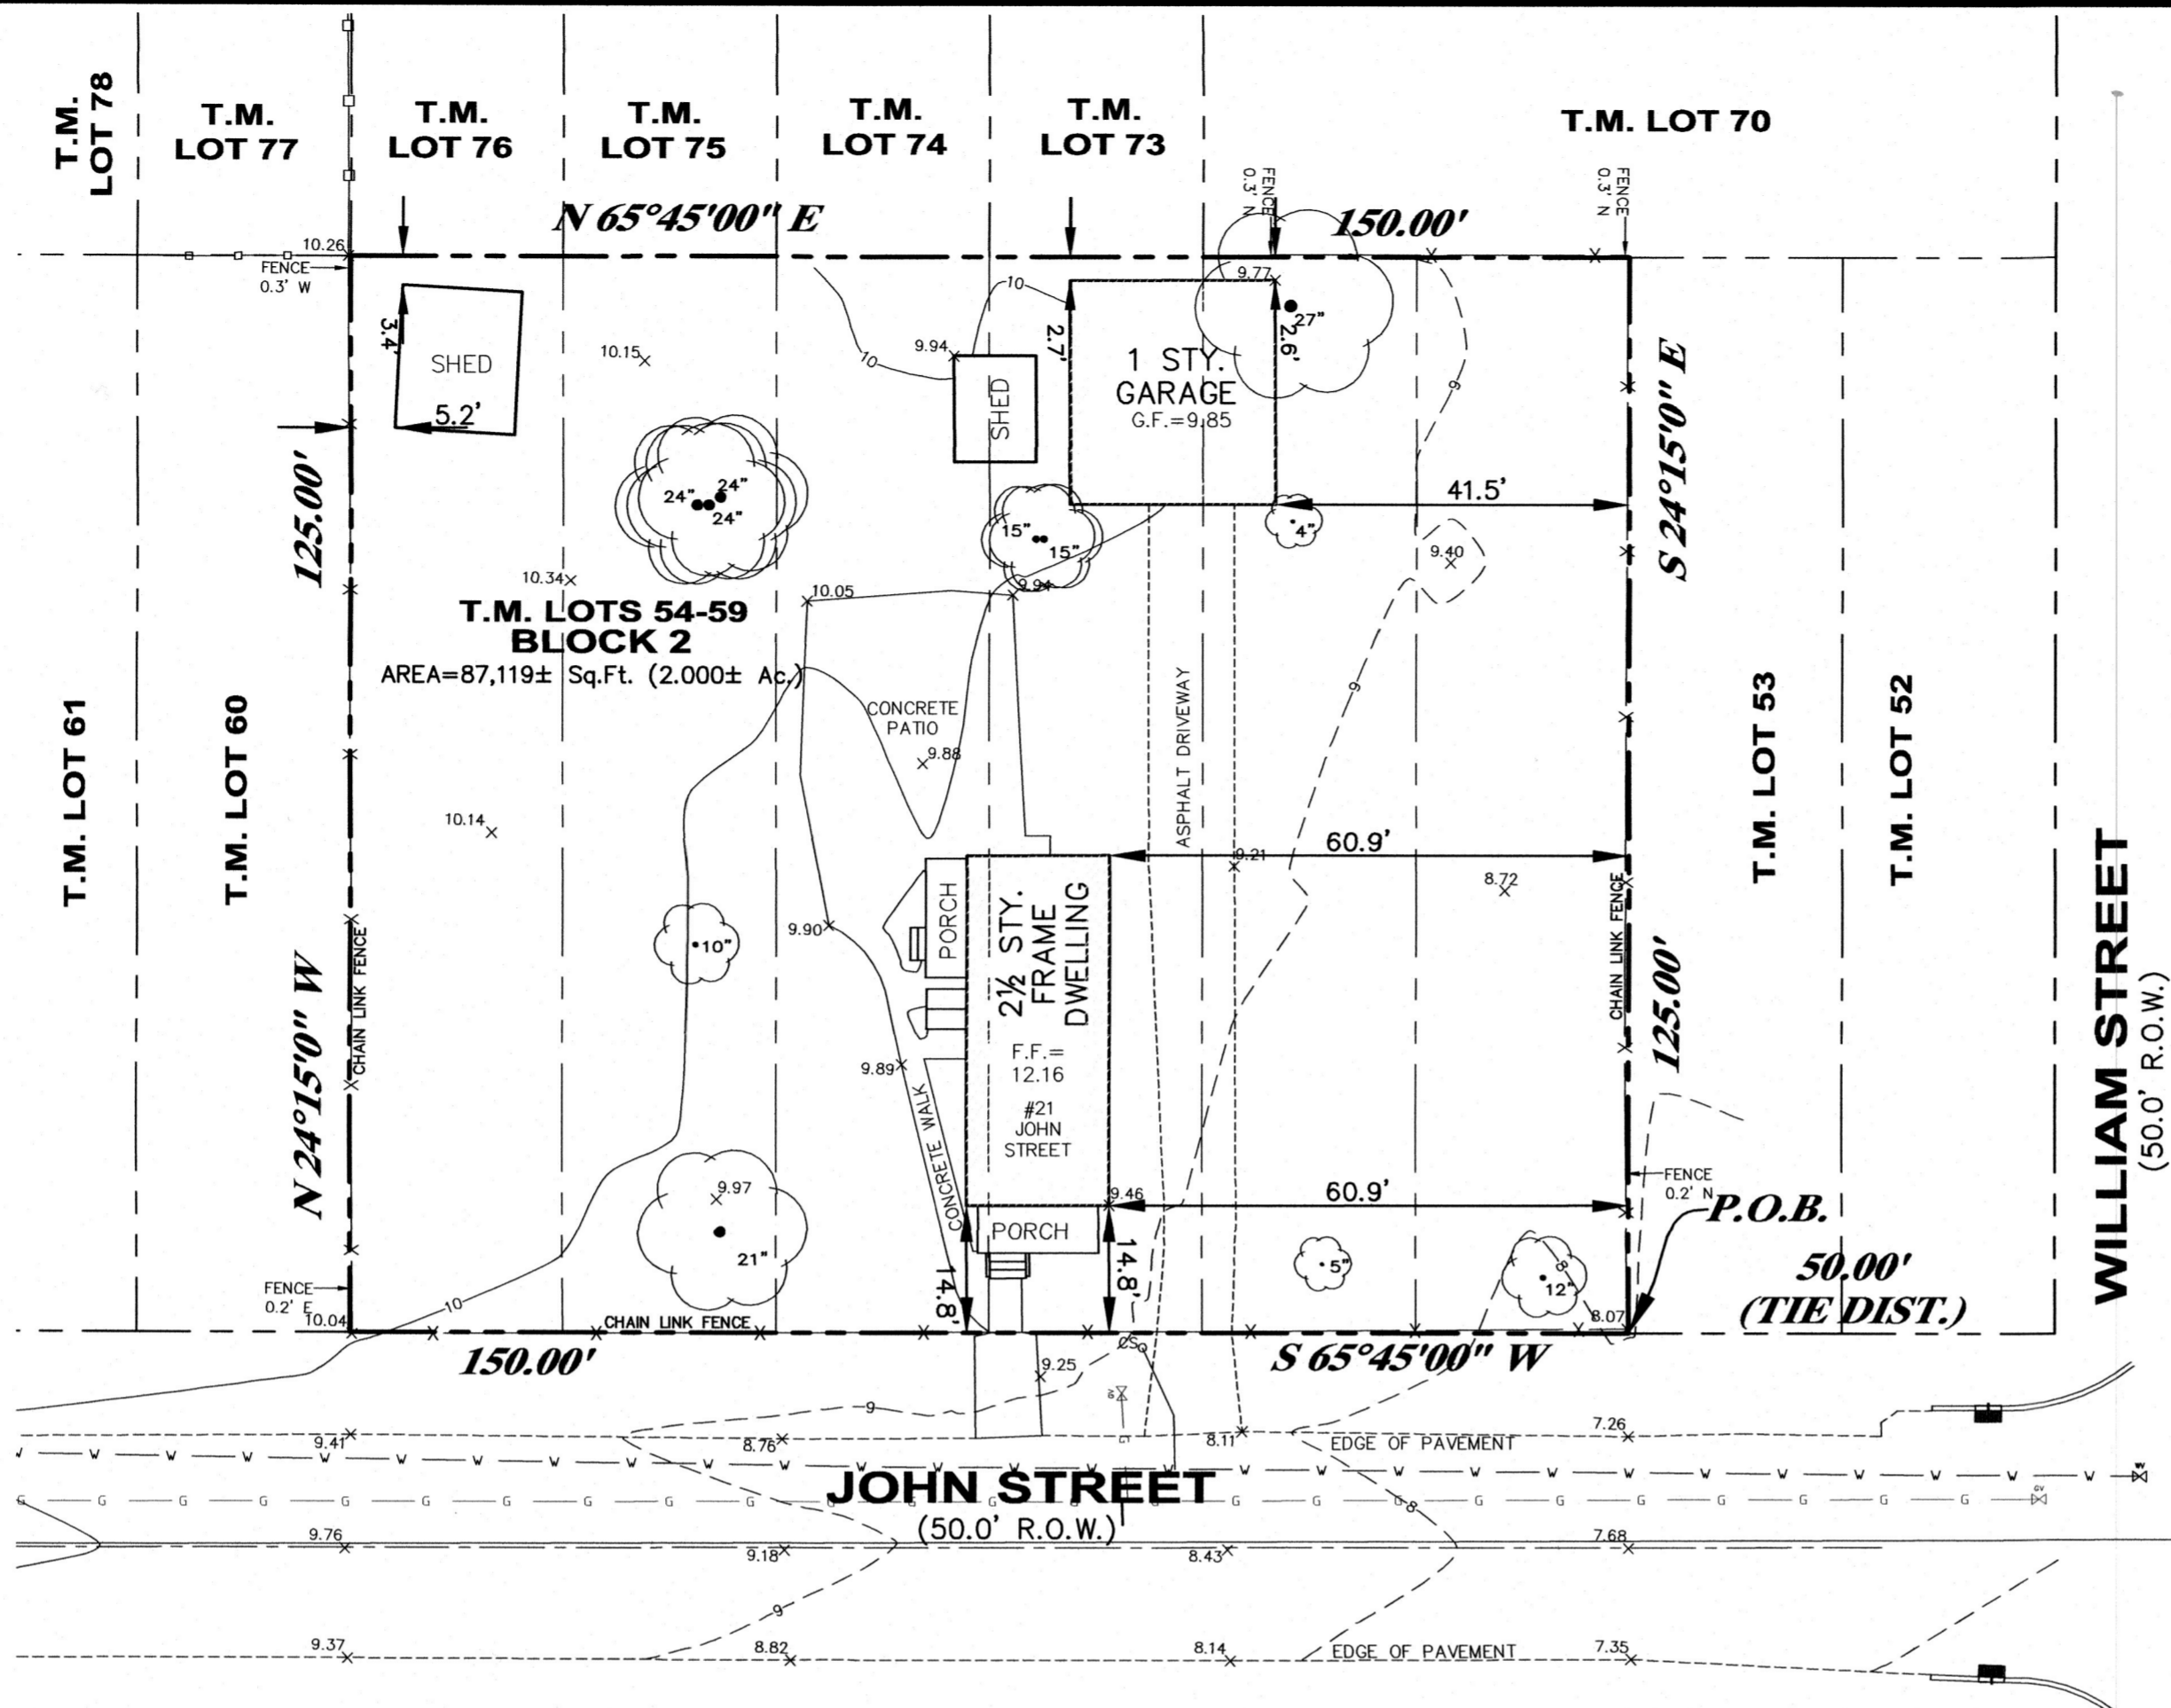 T.M.
LOT 78
T.M.
LOT 77
T.M.
LOT 76
T.M.
LOT 75
T.M.
LOT 74
T.M.
LOT 73
T.M. LOT 70
N 65°45'00" E
150.00'
FENCE
0.3' N
FENCE
0.3' N
10.26
FENCE
0.3' W
3.4'
SHED
5.2'
10.15
10
10
9.94
SHED
2.7'
9.77
27"
2.6'
1 STY.
GARAGE
G.F.=9.85
9
41.5'
S 24°15'0" E
125.00'
24"
24"
24"
15"
15"
4"
9.40
10.34
10.05
9.94
T.M. LOTS 54-59
BLOCK 2
AREA=87,119± Sq.Ft. (2.000± Ac.)
T.M. LOT 61
T.M. LOT 60
CONCRETE
PATIO
9.88
ASPHALT DRIVEWAY
9
T.M. LOT 53
T.M. LOT 52
10.14
60.9'
9.21
8.72
CHAIN LINK FENCE
125.00'
WILLIAM STREET
(50.0' R.O.W.)
10"
9.90
PORCH
2½ STY.
FRAME
DWELLING
F.F.=
12.16
#21
JOHN
STREET
9.89
CONCRETE WALK
N 24°15'0" W
CHAIN LINK FENCE
9.97
21"
9.46
60.9'
PORCH
14.8'
14.8'
5"
8
12"
FENCE
0.2' N
P.O.B.
50.00'
(TIE DIST.)
8.07
FENCE
0.2' E
10.04
10
CHAIN LINK FENCE
150.00'
S 65°45'00" W
CS
9.25
9
9.41
8.76
8.11
EDGE OF PAVEMENT
7.26
W W W W W W W W W W W W W W W W W W W W W W W W W W W
JOHN STREET
G G G G G G G G G G G G G G G G G G G G G G G G G
GV
8
(50.0' R.O.W.)
9.76
9.18
8.43
7.68
9
9.37
8.82
8.14
EDGE OF PAVEMENT
7.35